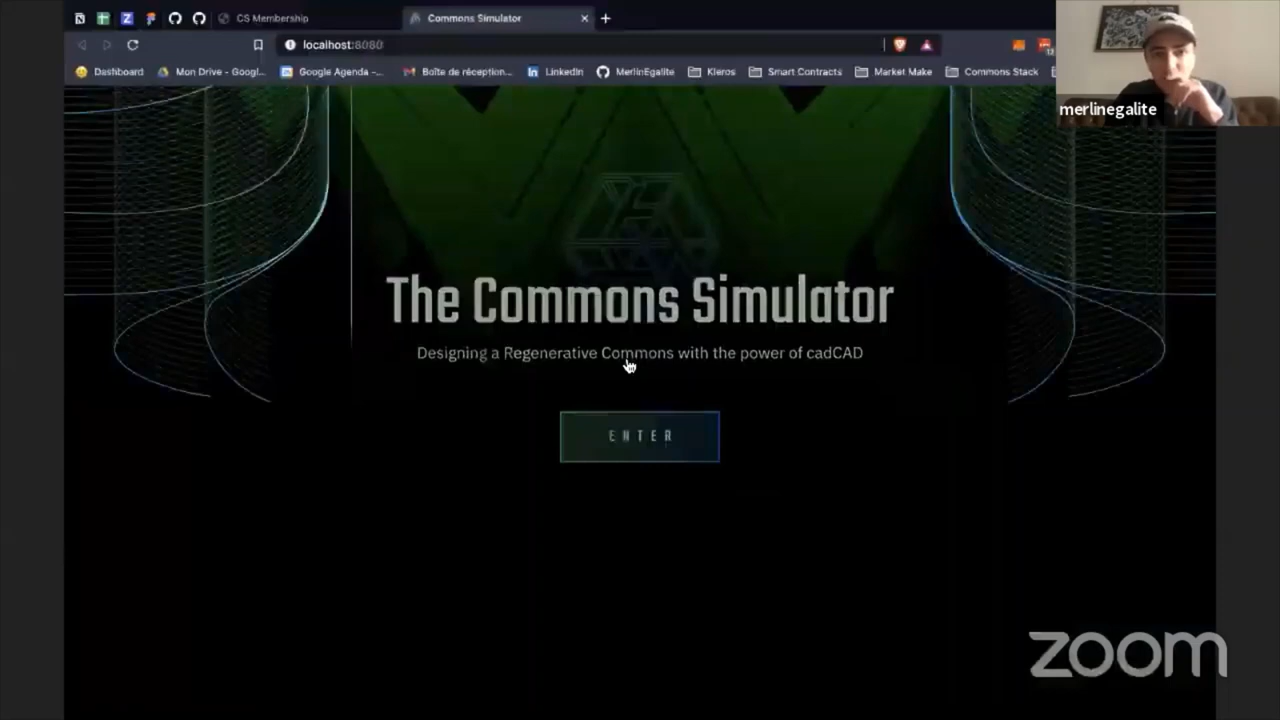 CS Membership
Commons Simulator
localhost:8080
Dashboard
Mon Drive - Googl...
Google Agenda -...
Boîte de réception...
LinkedIn
MerlinEgalite
Kleros
Smart Contracts
Market Make
Commons Stack
merlinegalite
The Commons Simulator
Designing a Regenerative Commons with the power of cadCAD
ENTER
zoom